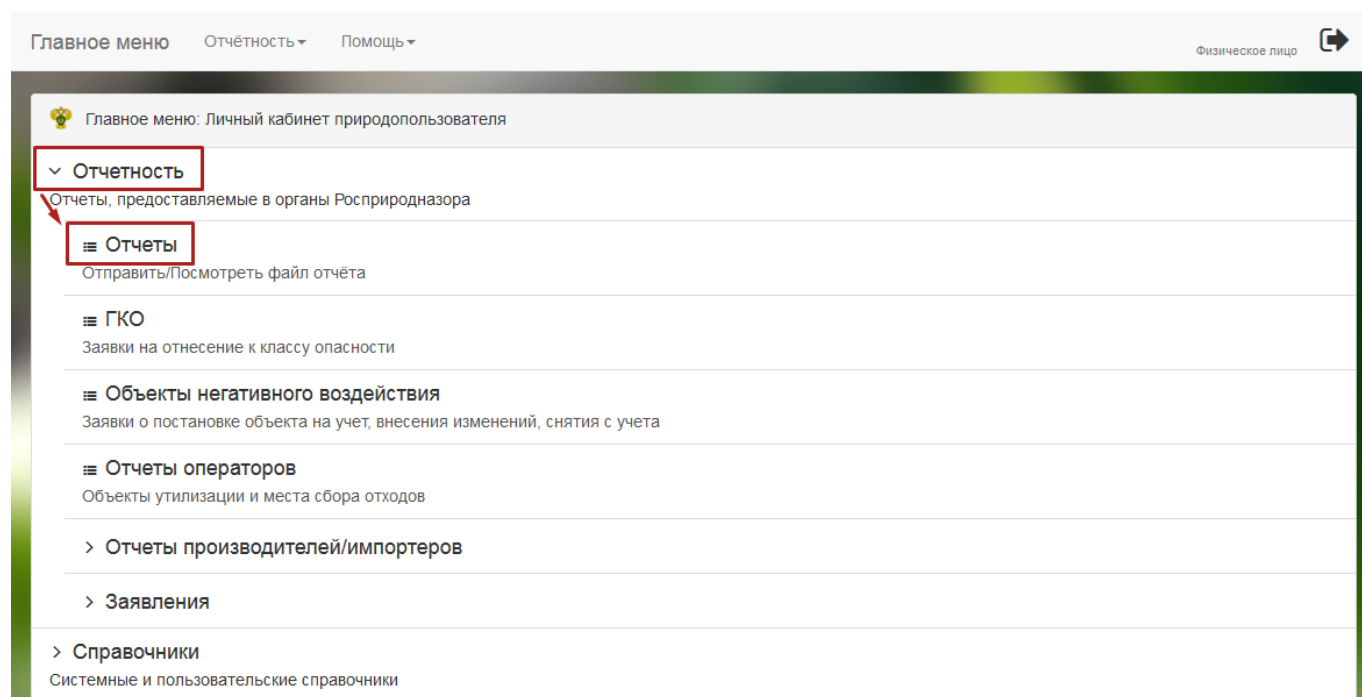 Главное меню Отчётность Помощь Физическое лицо
Главное меню: Личный кабинет природопользователя
Отчетность
Отчеты, предоставляемые в органы Росприродназора
Отчеты
Отправить/Посмотреть файл отчёта
ГКО
Заявки на отнесение к классу опасности
Объекты негативного воздействия
Заявки о постановке объекта на учет, внесения изменений, снятия с учета
Отчеты операторов
Объекты утилизации и места сбора отходов
Отчеты производителей/импортеров
Заявления
Справочники
Системные и пользовательские справочники